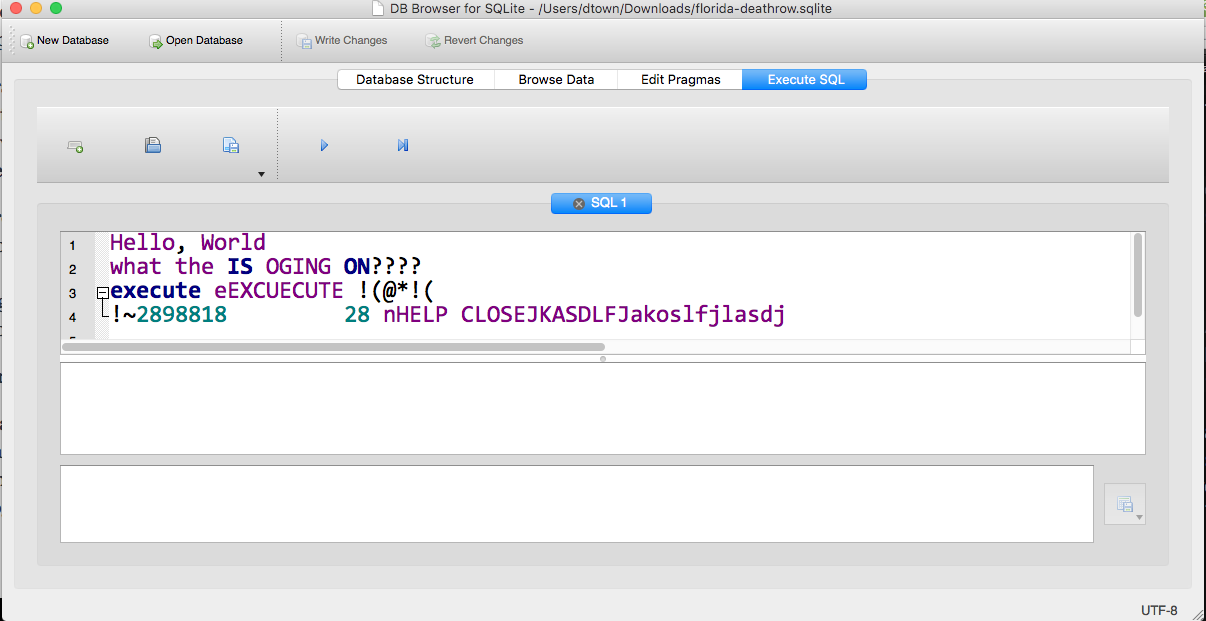 DB Browser for SQLite - /Users/dtown/Downloads/florida-deathrow.sqlite
New Database Open Database Write Changes Revert Changes
Database Structure Browse Data Edit Pragmas Execute SQL
SQL 1
1 Hello, World
2 what the IS OGING ON????
3 execute eEXCUECUTE !(@*!(
4 !~2898818 28 nHELP CLOSEJKASDLFJakoslfjlasdj
UTF-8